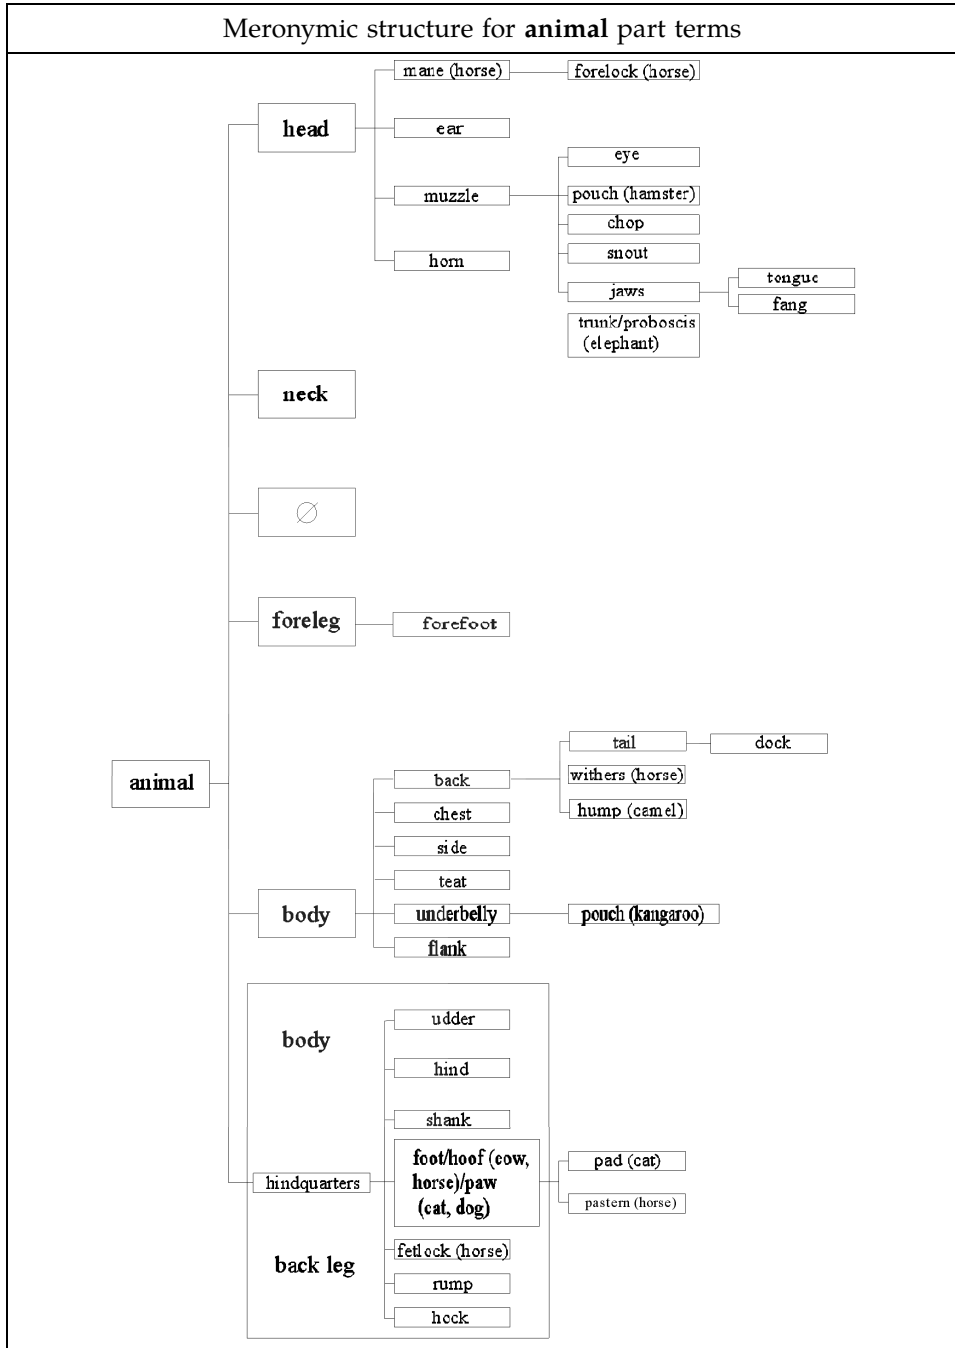 Meronymic structure for animal part terms
mane (horse)
forelock (horse)
head
ear
eye
muzzle
pouch (hamster)
chop
horn
snout
jaws
tongue
fang
trunk/proboscis
(elephant)
neck
∅
foreleg
forefoot
tail
dock
animal
back
withers (horse)
chest
hump (camel)
side
teat
body
underbelly
pouch (kangaroo)
flank
body
udder
hind
shank
foot/hoof (cow,
horse)/paw
(cat, dog)
hindquarters
pad (cat)
pastern (horse)
back leg
fetlock (horse)
rump
hock